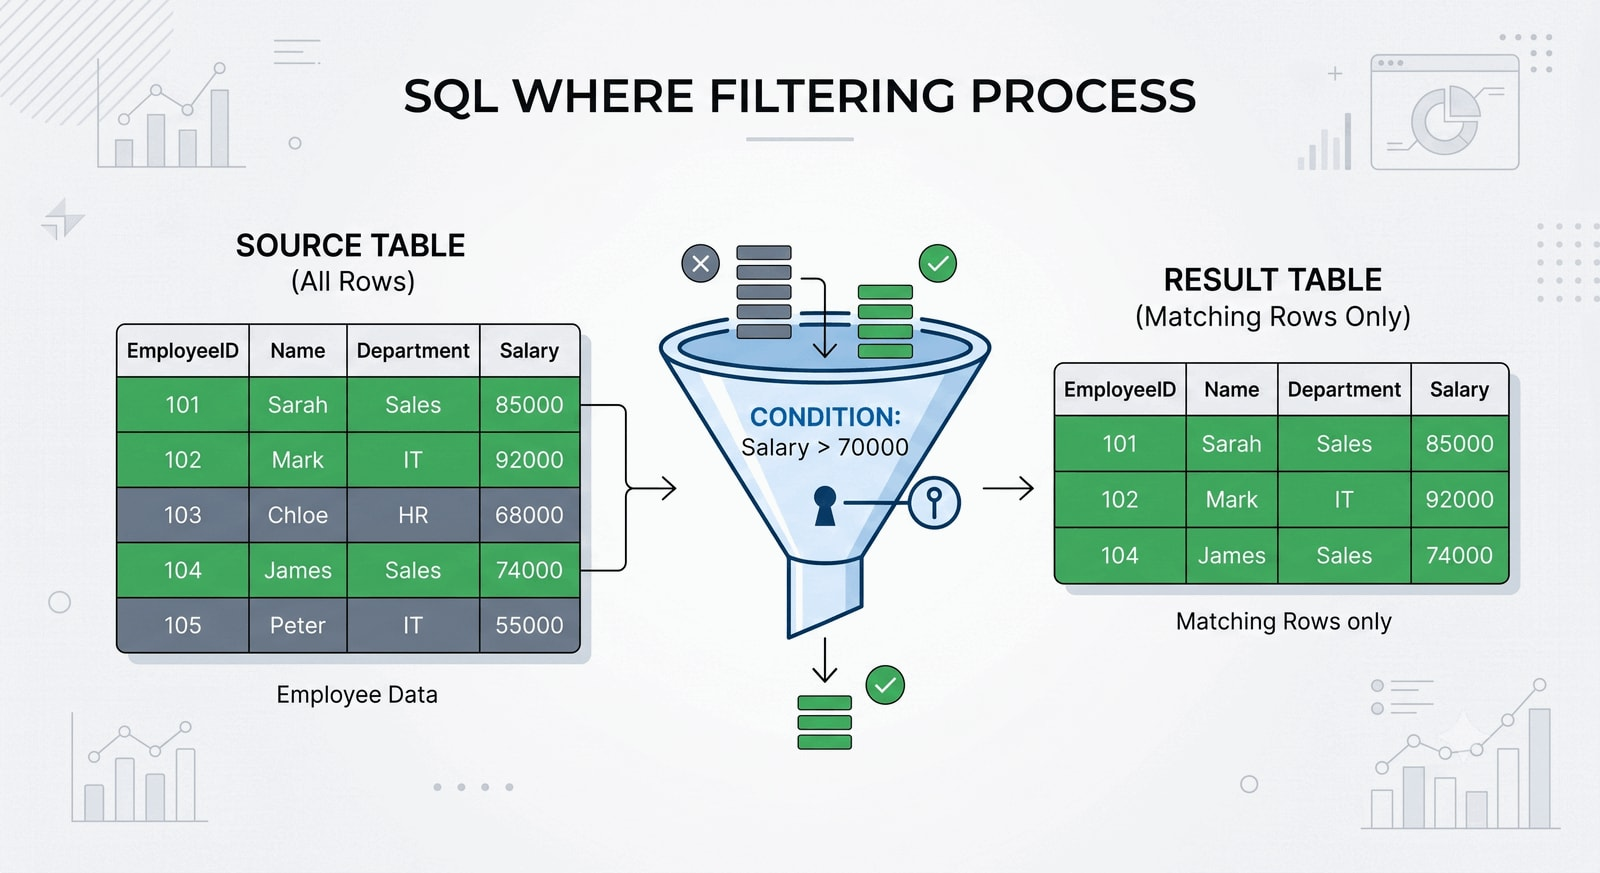 SQL WHERE FILTERING PROCESS
SOURCE TABLE
(All Rows)
EmployeeID Name Department Salary
101 Sarah Sales 85000
102 Mark IT 92000
103 Chloe HR 68000
104 James Sales 74000
105 Peter IT 55000
Employee Data
CONDITION:
Salary > 70000
RESULT TABLE
(Matching Rows Only)
EmployeeID Name Department Salary
101 Sarah Sales 85000
102 Mark IT 92000
104 James Sales 74000
Matching Rows only